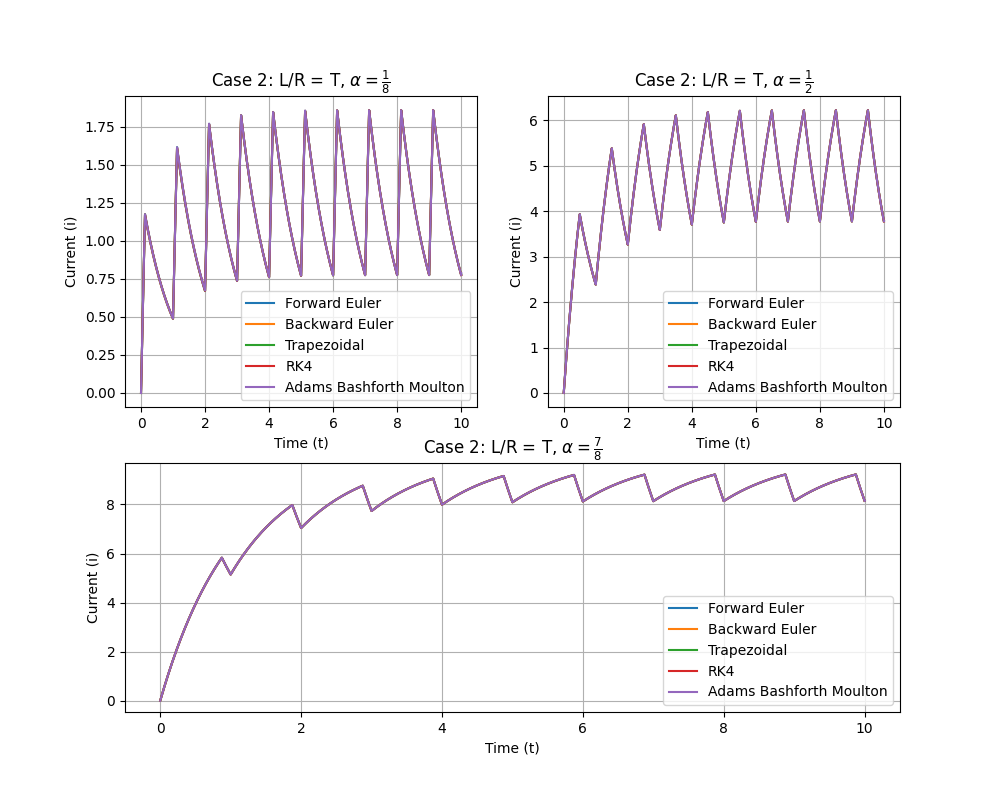 Case 2: L/R = T, α = 1/8
Current (i)
1.75
1.50
1.25
1.00
0.75
0.50
0.25
0.00
Forward Euler
Backward Euler
Trapezoidal
RK4
Adams Bashforth Moulton
0 2 4 6 8 10
Time (t)
Case 2: L/R = T, α = 1/2
Current (i)
6
5
4
3
2
1
0
Forward Euler
Backward Euler
Trapezoidal
RK4
Adams Bashforth Moulton
0 2 4 6 8 10
Time (t)
Case 2: L/R = T, α = 7/8
Current (i)
8
6
4
2
0
Forward Euler
Backward Euler
Trapezoidal
RK4
Adams Bashforth Moulton
0 2 4 6 8 10
Time (t)